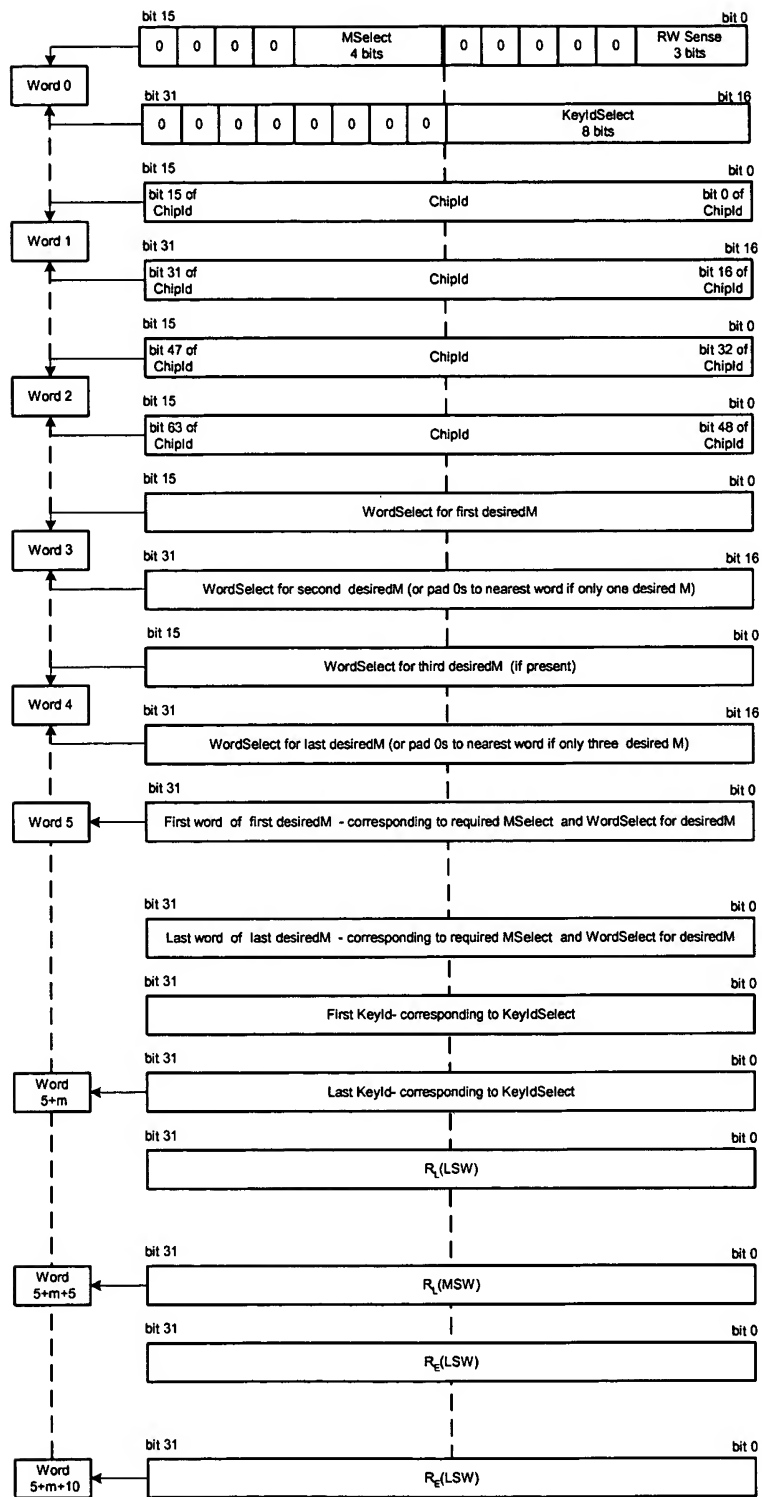 bit 15
bit 0
0 0 0 0 MSelect 0 0 0 0 0 RW Sense
4 bits 3 bits
Word 0
bit 31
bit 16
0 0 0 0 0 0 0 0 KeyIdSelect
8 bits
bit 15
bit 0
bit 15 of ChipId bit 0 of
ChipId ChipId
Word 1
bit 31
bit 16
bit 31 of ChipId bit 16 of
ChipId ChipId
bit 15
bit 0
bit 47 of ChipId bit 32 of
ChipId ChipId
Word 2
bit 15
bit 0
bit 63 of ChipId bit 48 of
ChipId ChipId
bit 15
bit 0
WordSelect for first desiredM
Word 3
bit 31
bit 16
WordSelect for second desiredM (or pad 0s to nearest word if only one desired M)
bit 15
bit 0
WordSelect for third desiredM (if present)
Word 4
bit 31
bit 16
WordSelect for last desiredM (or pad 0s to nearest word if only three desired M)
bit 31
bit 0
Word 5
First word of first desiredM - corresponding to required MSelect and WordSelect for desiredM
bit 31
bit 0
Last word of last desiredM - corresponding to required MSelect and WordSelect for desiredM
bit 31
bit 0
First KeyId- corresponding to KeyIdSelect
bit 31
bit 0
Word
5+m
Last KeyId- corresponding to KeyIdSelect
bit 31
bit 0
RL(LSW)
bit 31
bit 0
Word
5+m+5
RL(MSW)
bit 31
bit 0
RE(LSW)
bit 31
bit 0
Word
5+m+10
RE(LSW)